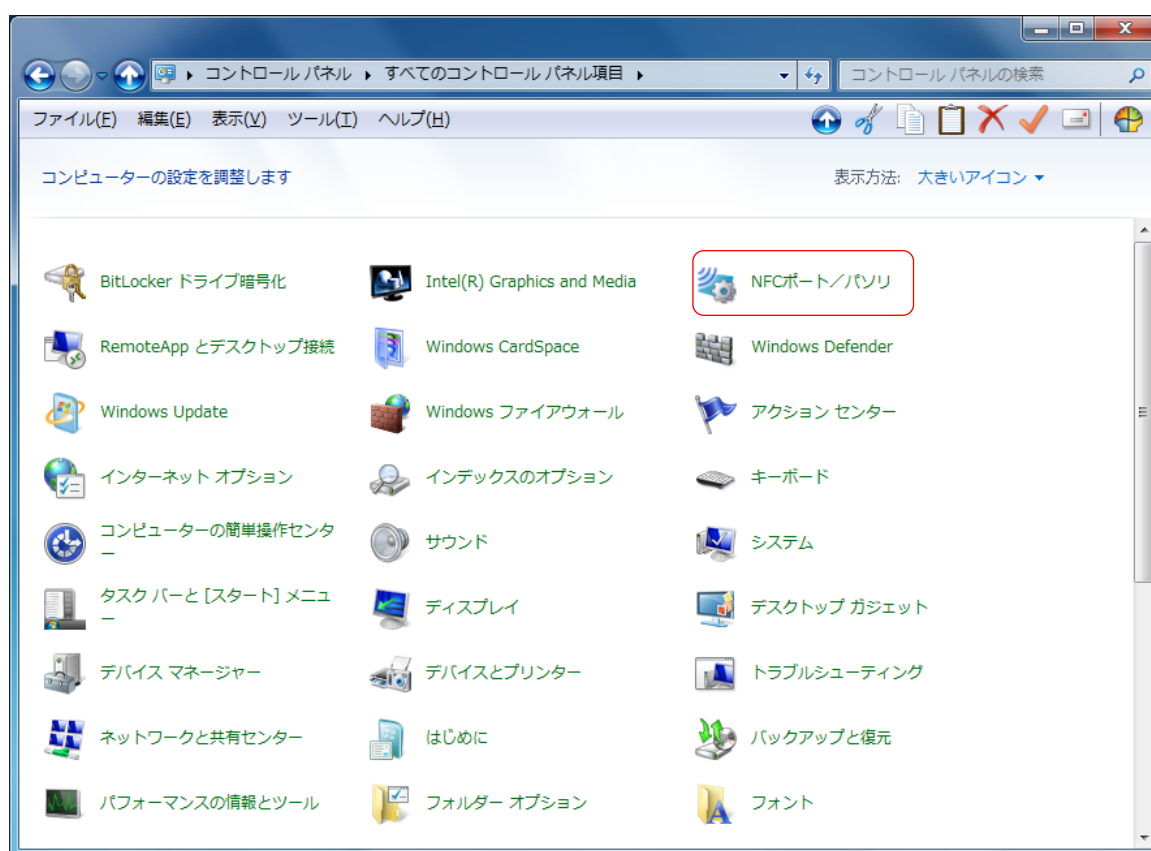 コントロール パネル ▸ すべてのコントロール パネル項目 ▸
コントロール パネルの検索
ファイル(F) 編集(E) 表示(V) ツール(T) ヘルプ(H)
コンピューターの設定を調整します
表示方法: 大きいアイコン
BitLocker ドライブ暗号化
Intel(R) Graphics and Media
NFCポート／パソリ
RemoteApp とデスクトップ接続
Windows CardSpace
Windows Defender
Windows Update
Windows ファイアウォール
アクション センター
インターネット オプション
インデックスのオプション
キーボード
コンピューターの簡単操作センタ
ー
サウンド
システム
タスク バーと [スタート] メニュ
ー
ディスプレイ
デスクトップ ガジェット
デバイス マネージャー
デバイスとプリンター
トラブルシューティング
ネットワークと共有センター
はじめに
バックアップと復元
パフォーマンスの情報とツール
フォルダー オプション
フォント